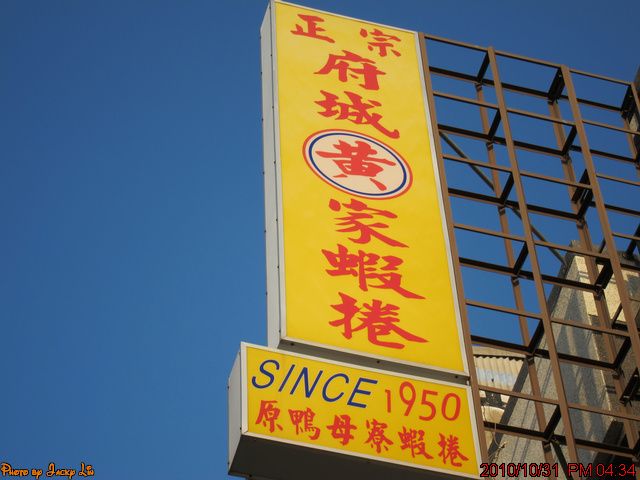 正宗
府城
黃
家蝦捲
SINCE 1950
原鴨母寮蝦捲
Photo by Jacky Liu
2010/10/31 PM 04:34